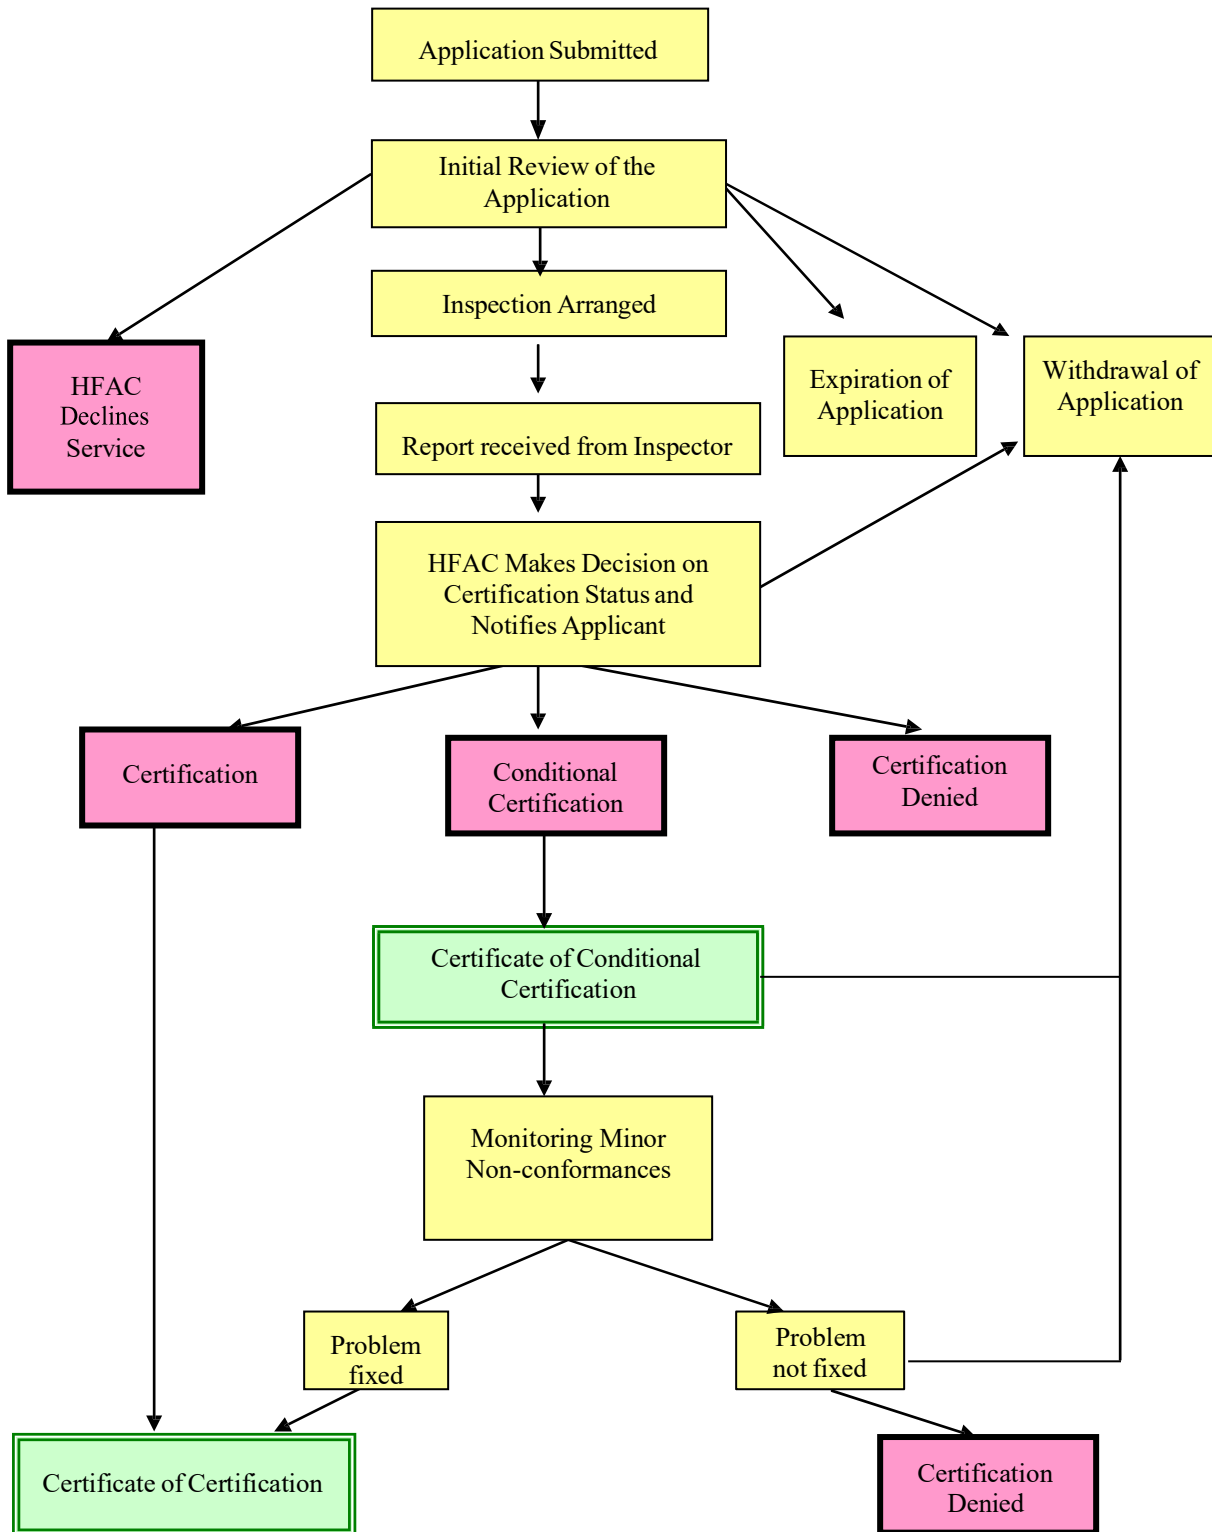 Application Submitted
Initial Review of the
Application
Inspection Arranged
HFAC
Declines
Service
Expiration of
Application
Withdrawal of
Application
Report received from Inspector
HFAC Makes Decision on
Certification Status and
Notifies Applicant
Certification
Conditional
Certification
Certification
Denied
Certificate of Conditional
Certification
Monitoring Minor
Non-conformances
Problem
fixed
Problem
not fixed
Certificate of Certification
Certification
Denied